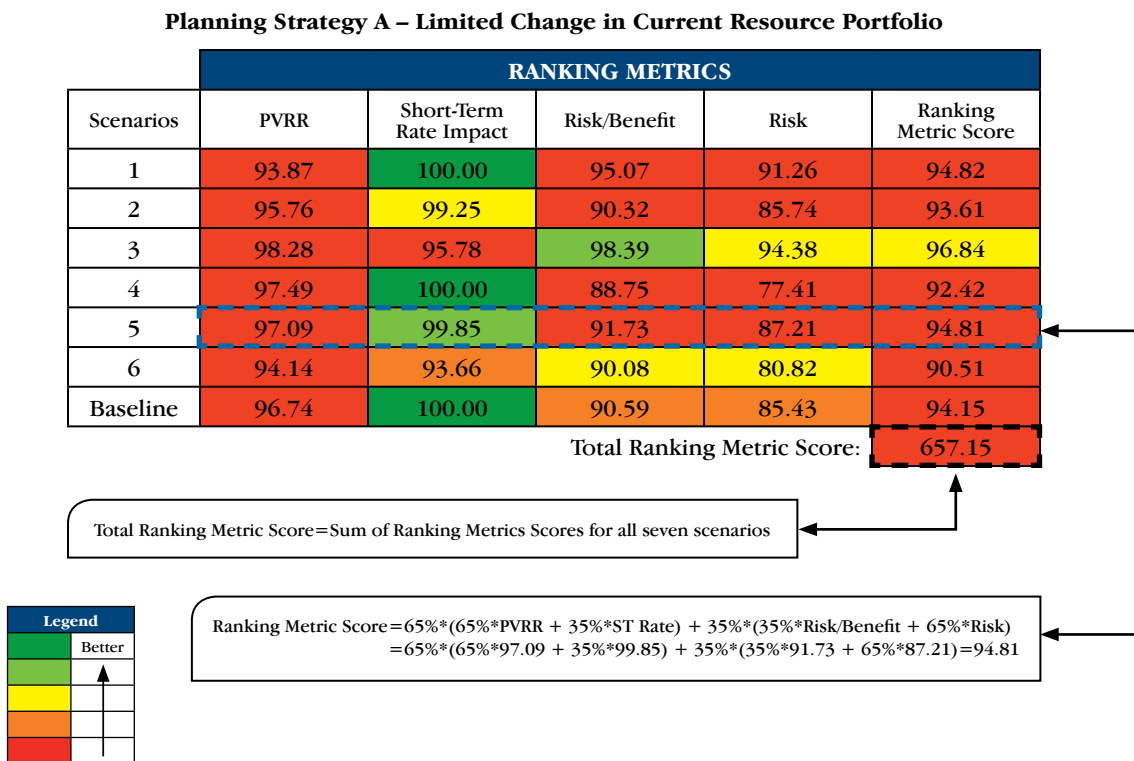 Planning Strategy A – Limited Change in Current Resource Portfolio
RANKING METRICS
Scenarios PVRR Short-Term Rate Impact Risk/Benefit Risk Ranking Metric Score
1 93.87 100.00 95.07 91.26 94.82
2 95.76 99.25 90.32 85.74 93.61
3 98.28 95.78 98.39 94.38 96.84
4 97.49 100.00 88.75 77.41 92.42
5 97.09 99.85 91.73 87.21 94.81
6 94.14 93.66 90.08 80.82 90.51
Baseline 96.74 100.00 90.59 85.43 94.15
Total Ranking Metric Score: 657.15
Total Ranking Metric Score=Sum of Ranking Metrics Scores for all seven scenarios
Ranking Metric Score=65%*(65%*PVRR + 35%*ST Rate) + 35%*(35%*Risk/Benefit + 65%*Risk)
=65%*(65%*97.09 + 35%*99.85) + 35%*(35%*91.73 + 65%*87.21)=94.81
Legend
Better